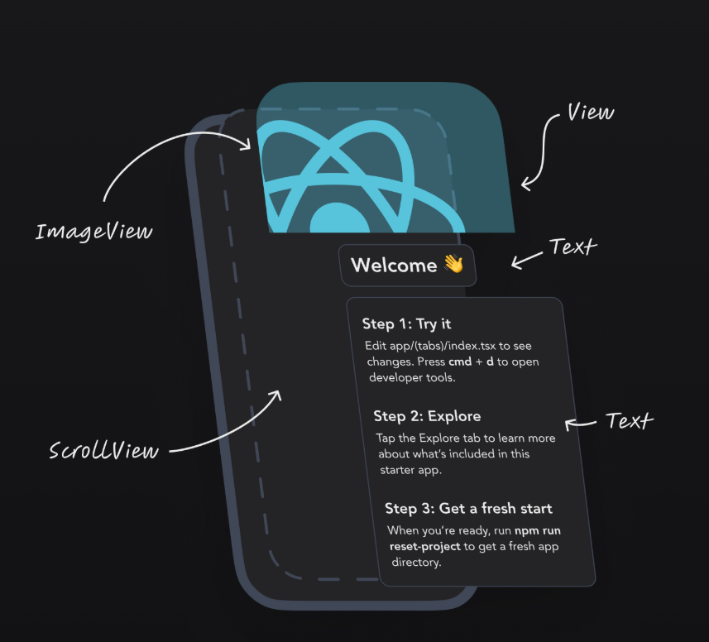 View
ImageView
Text
Welcome 👋
Step 1: Try it
Edit app/(tabs)/index.tsx to see
changes. Press cmd + d to open
developer tools.
Step 2: Explore
Tap the Explore tab to learn more
about what's included in this
starter app.
Text
ScrollView
Step 3: Get a fresh start
When you're ready, run npm run
reset-project to get a fresh app
directory.